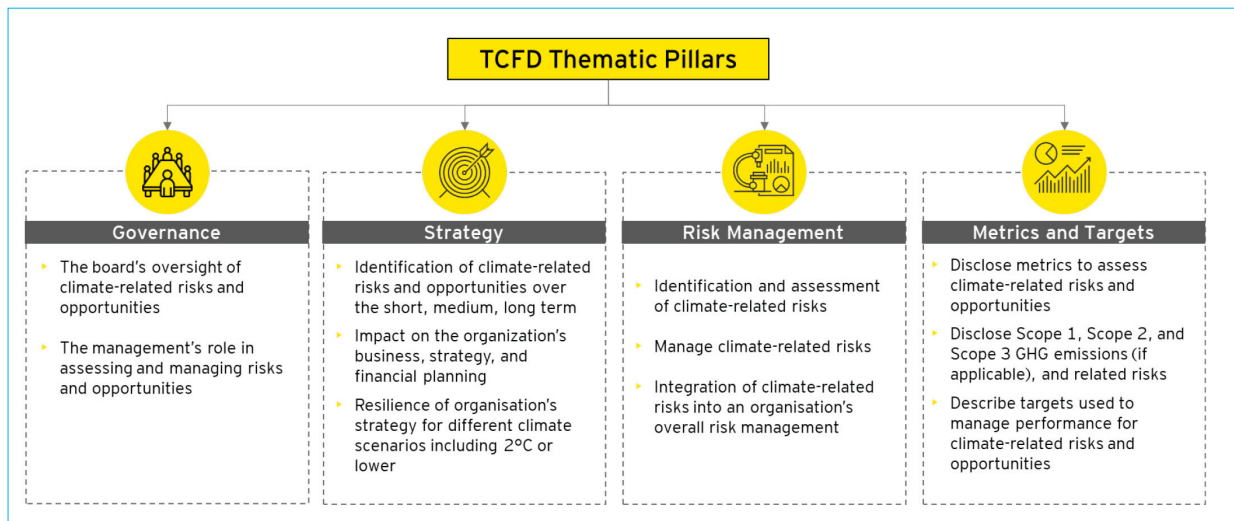 TCFD Thematic Pillars
Governance
The board's oversight of
climate-related risks and
opportunities
The management's role in
assessing and managing risks
and opportunities
Strategy
Identification of climate-related
risks and opportunities over
the short, medium, long term
Impact on the organization's
business, strategy, and
financial planning
Resilience of organisation's
strategy for different climate
scenarios including 2°C or
lower
Risk Management
Identification and assessment
of climate-related risks
Manage climate-related risks
Integration of climate-related
risks into an organisation's
overall risk management
Metrics and Targets
Disclose metrics to assess
climate-related risks and
opportunities
Disclose Scope 1, Scope 2, and
Scope 3 GHG emissions (if
applicable), and related risks
Describe targets used to
manage performance for
climate-related risks and
opportunities